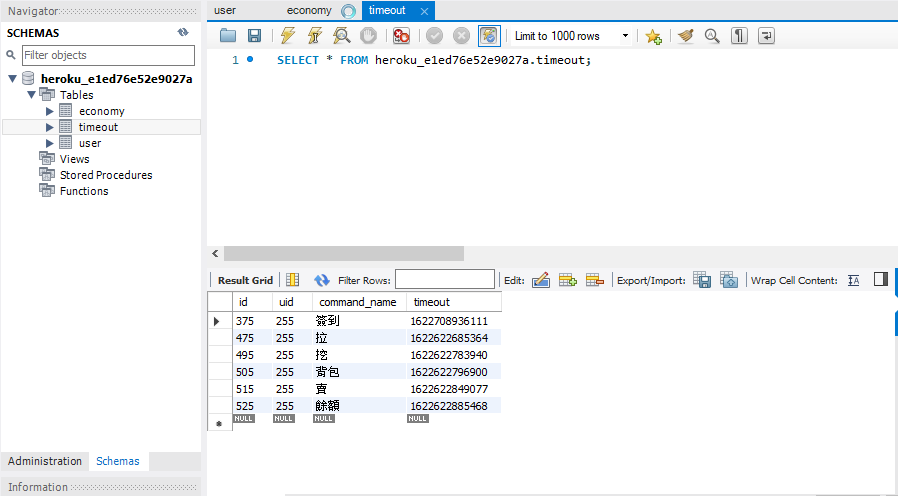 Navigator
SCHEMAS
Filter objects
heroku_e1ed76e52e9027a
Tables
economy
timeout
user
Views
Stored Procedures
Functions
Administration Schemas
Information
user economy timeout
Limit to 1000 rows
1 SELECT * FROM heroku_e1ed76e52e9027a.timeout;
Result Grid Filter Rows: Edit: Export/Import: Wrap Cell Content:
id uid command_name timeout
375 255 簽到 1622708936111
475 255 拉 1622622685364
495 255 挖 1622622783940
505 255 背包 1622622796900
515 255 賣 1622622849077
525 255 餘額 1622622885468
NULL NULL NULL NULL